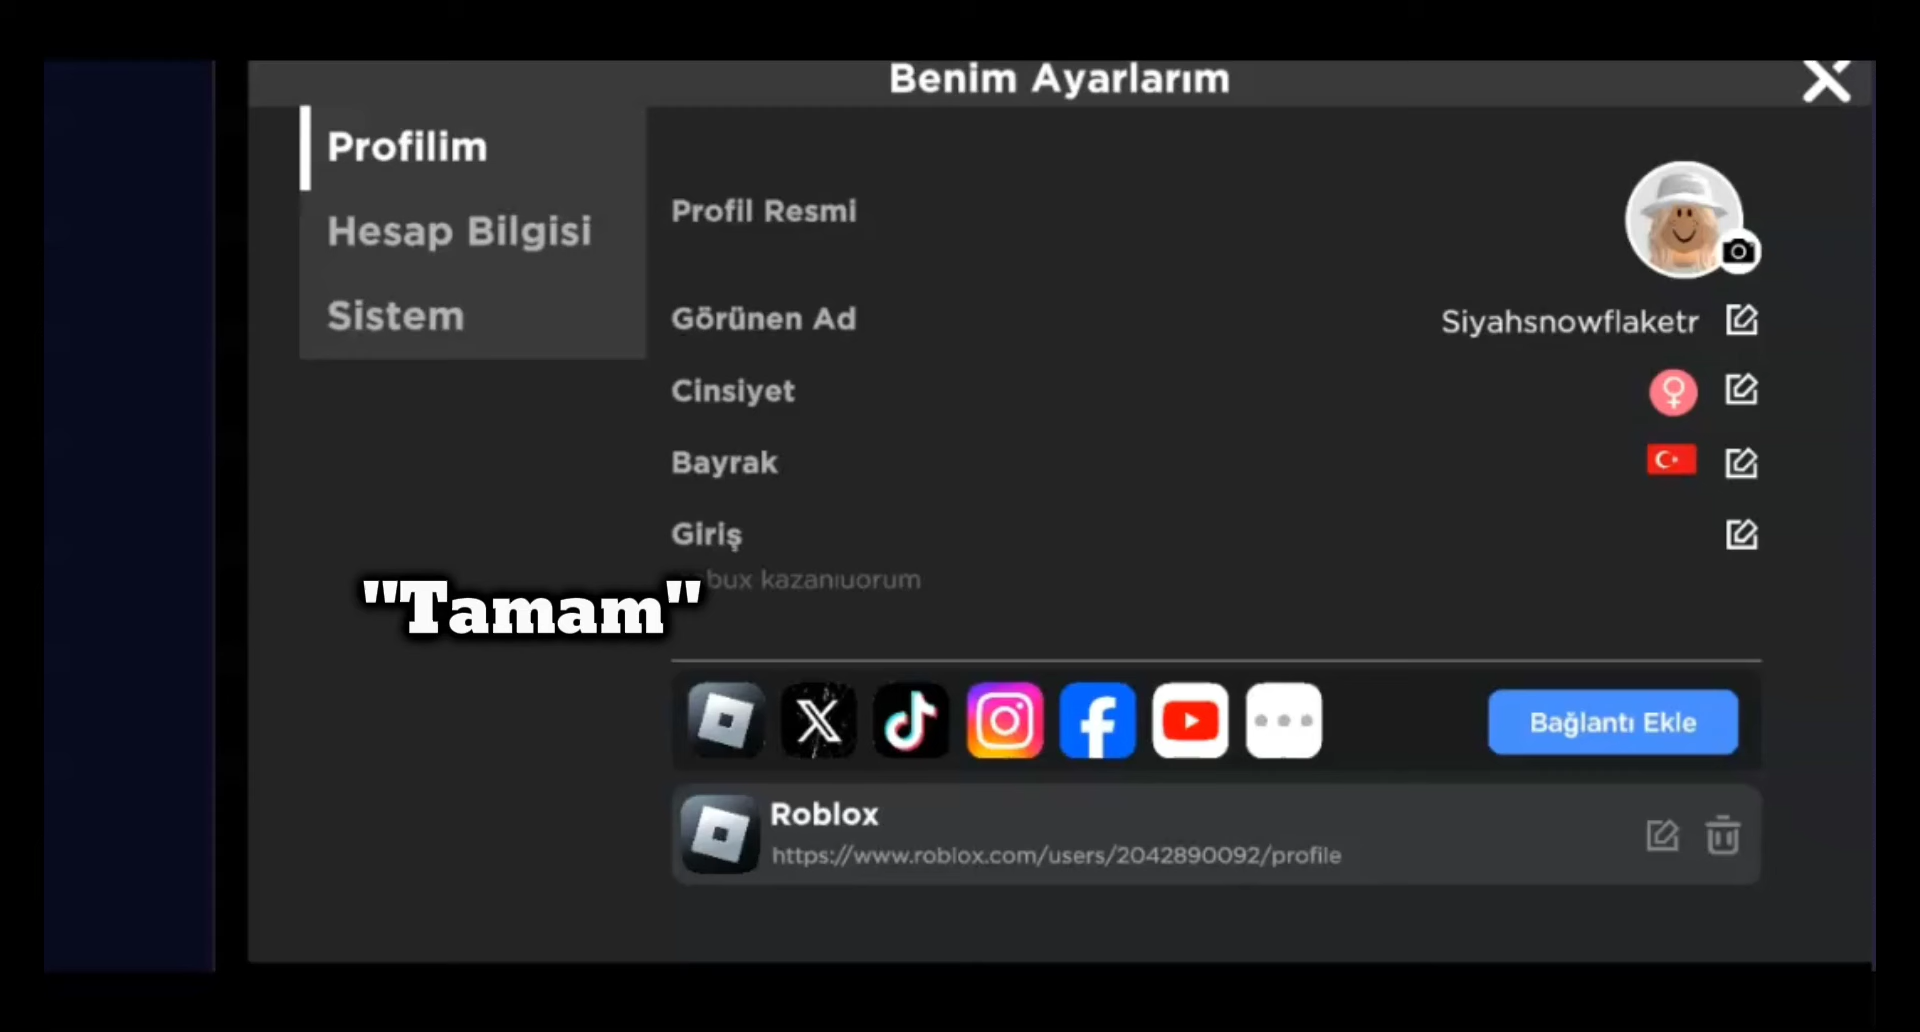 Benim Ayarlarım
Profilim
Hesap Bilgisi
Sistem
Profil Resmi
Görünen Ad
Siyahsnowflaketr
Cinsiyet
Bayrak
Giriş
bux kazanıuorum
"Tamam"
Bağlantı Ekle
Roblox
https://www.roblox.com/users/2042890092/profile